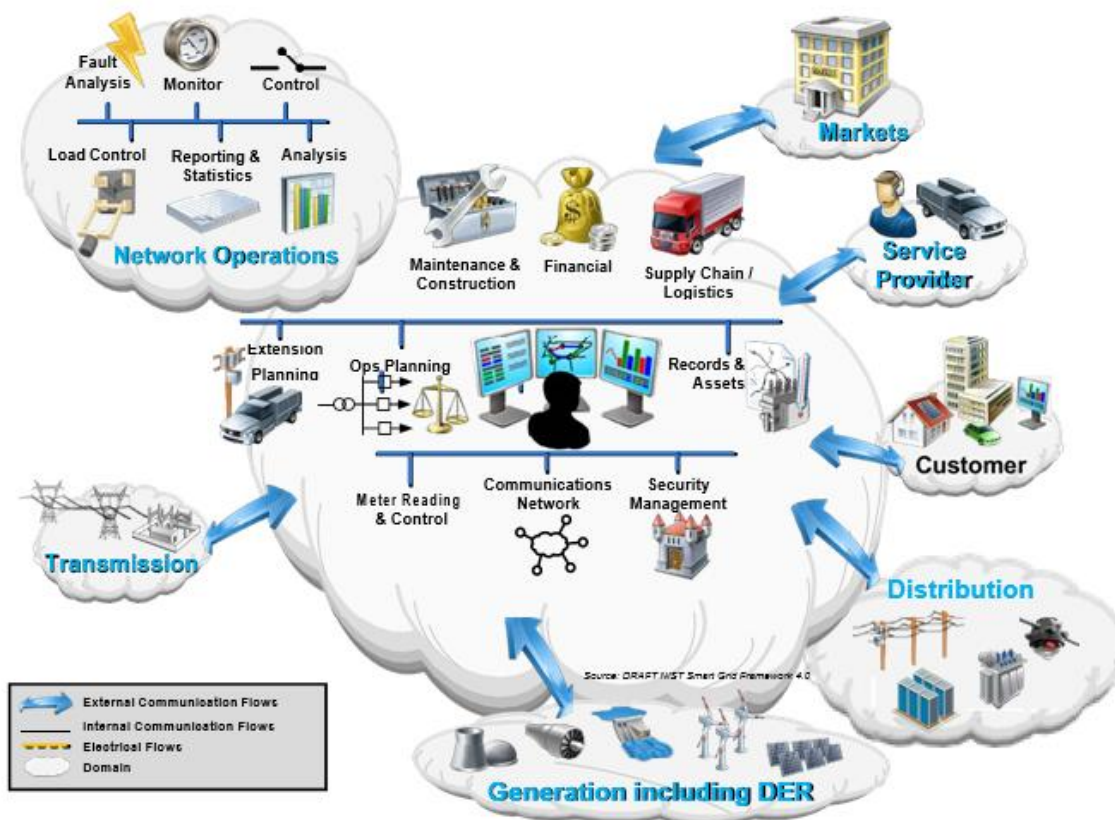 Fault
Analysis
Monitor
Control
Load Control
Reporting &
Statistics
Analysis
Network Operations
Markets
Service
Provider
Maintenance &
Construction
Financial
Supply Chain /
Logistics
Extension
Planning
Ops Planning
Records &
Assets
Customer
Meter Reading
& Control
Communications
Network
Security
Management
Transmission
Distribution
Source: DRAFT NIST Smart Grid Framework 4.0
External Communication Flows
Internal Communication Flows
Electrical Flows
Domain
Generation including DER